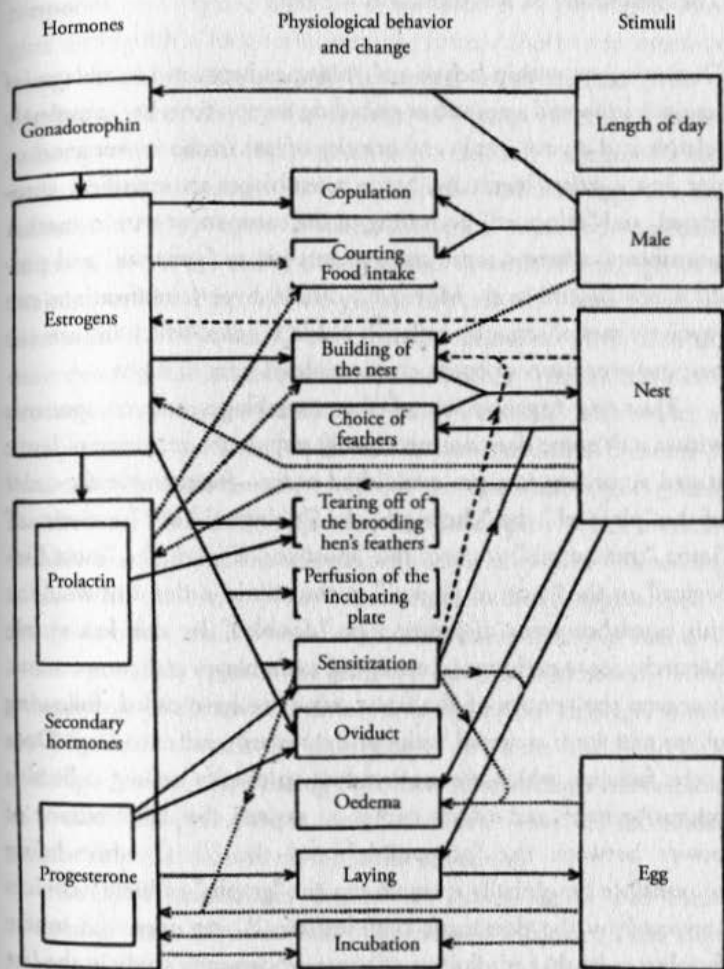 Hormones
Physiological behavior
and change
Stimuli
Gonadotrophin
Length of day
Copulation
Courting
Food intake
Male
Estrogens
Building of
the nest
Nest
Choice of
feathers
Tearing off of
the brooding
hen's feathers
Prolactin
Perfusion of the
incubating
plate
Sensitization
Secondary
hormones
Oviduct
Oedema
Progesterone
Laying
Egg
Incubation